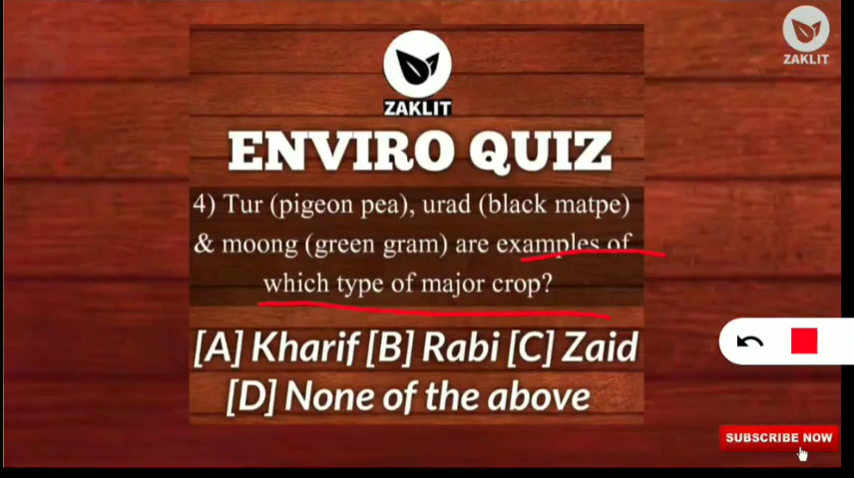 ZAKLIT
ZAKLIT
ENVIRO QUIZ
4) Tur (pigeon pea), urad (black matpe)
& moong (green gram) are examples of
which type of major crop?
[A] Kharif [B] Rabi [C] Zaid
[D] None of the above
SUBSCRIBE NOW